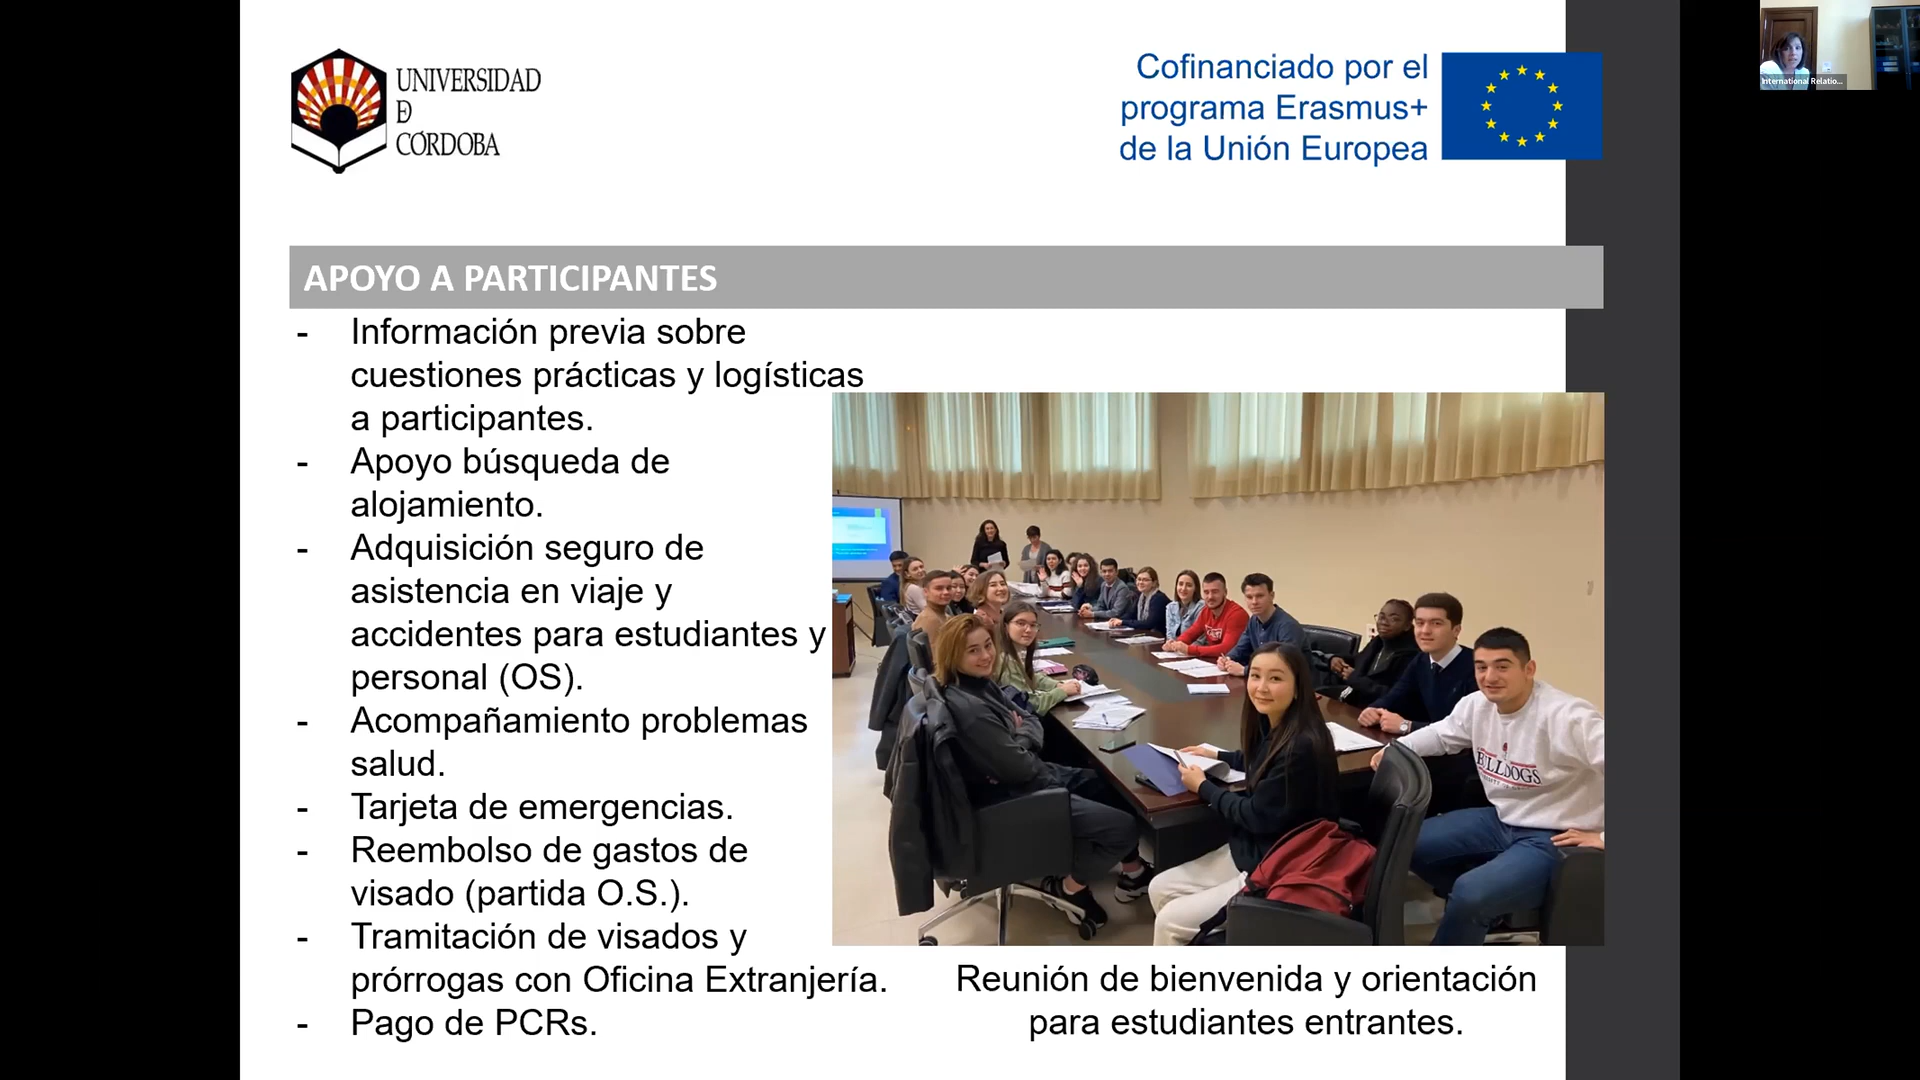 UNIVERSIDAD
D
CÓRDOBA
Cofinanciado por el
programa Erasmus+
de la Unión Europea
International Relatio...
APOYO A PARTICIPANTES
- Información previa sobre
cuestiones prácticas y logísticas
a participantes.
- Apoyo búsqueda de
alojamiento.
- Adquisición seguro de
asistencia en viaje y
accidentes para estudiantes y
personal (OS).
- Acompañamiento problemas
salud.
- Tarjeta de emergencias.
- Reembolso de gastos de
visado (partida O.S.).
- Tramitación de visados y
prórrogas con Oficina Extranjería.
- Pago de PCRs.
BULLDOGS
Reunión de bienvenida y orientación
para estudiantes entrantes.